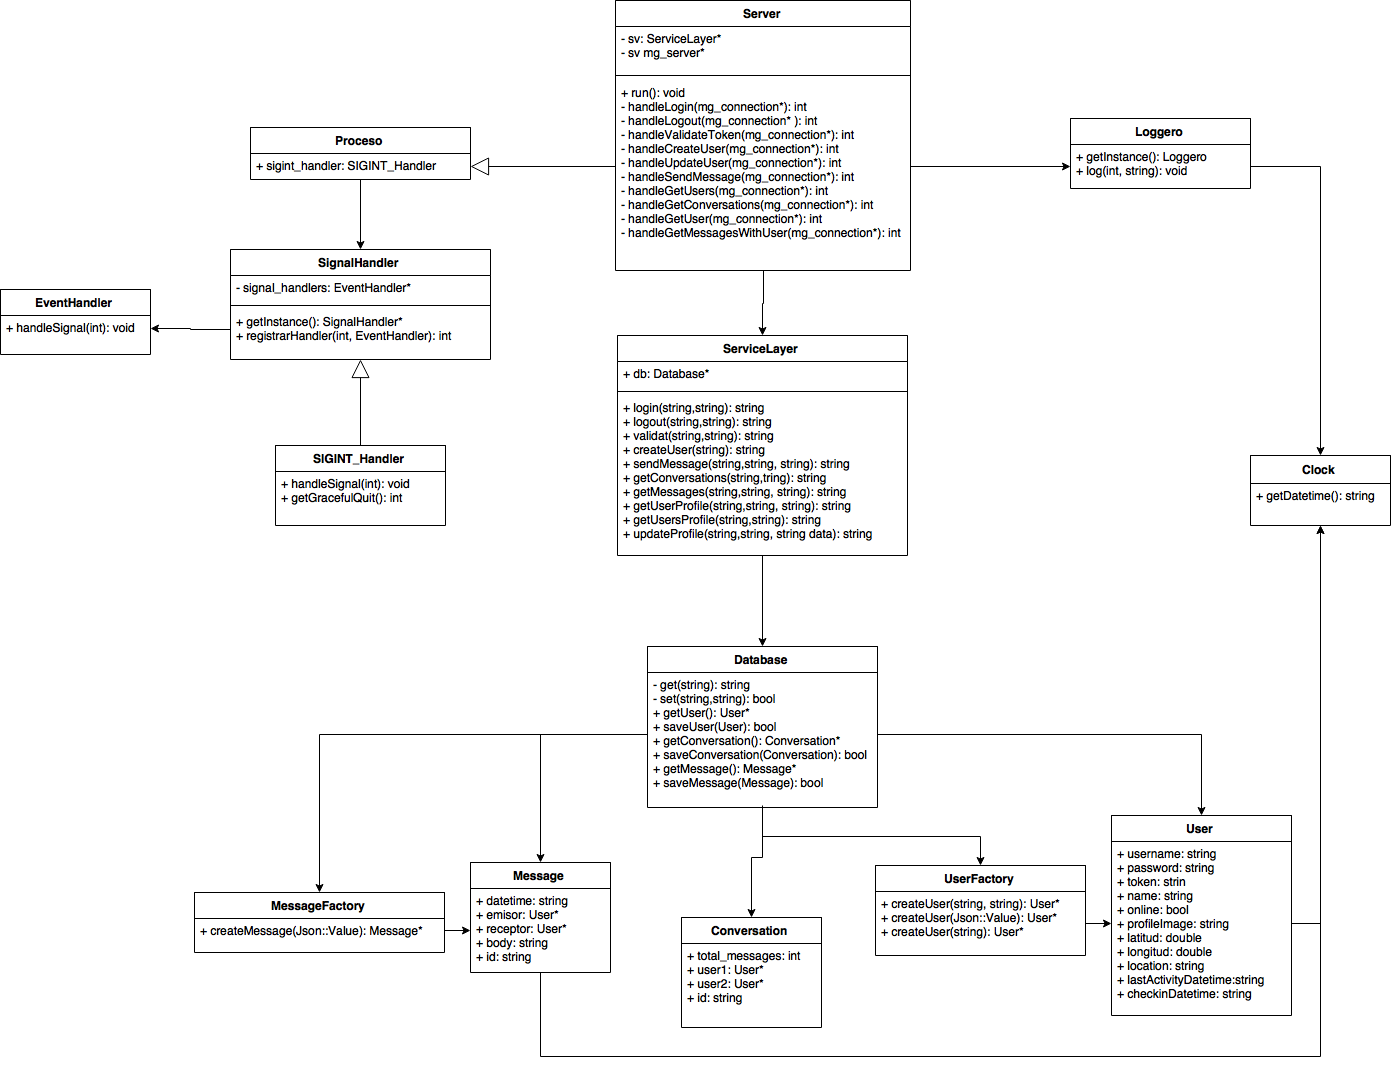 Server
- sv: ServiceLayer*
- sv mg_server*
+ run(): void
- handleLogin(mg_connection*): int
- handleLogout(mg_connection* ): int
- handleValidateToken(mg_connection*): int
- handleCreateUser(mg_connection*): int
- handleUpdateUser(mg_connection*): int
- handleSendMessage(mg_connection*): int
- handleGetUsers(mg_connection*): int
- handleGetConversations(mg_connection*): int
- handleGetUser(mg_connection*): int
- handleGetMessagesWithUser(mg_connection*): int
Proceso
+ sigint_handler: SIGINT_Handler
Loggero
+ getInstance(): Loggero
+ log(int, string): void
SignalHandler
- signal_handlers: EventHandler*
+ getInstance(): SignalHandler*
+ registrarHandler(int, EventHandler): int
EventHandler
+ handleSignal(int): void
SIGINT_Handler
+ handleSignal(int): void
+ getGracefulQuit(): int
ServiceLayer
+ db: Database*
+ login(string,string): string
+ logout(string,string): string
+ validat(string,string): string
+ createUser(string): string
+ sendMessage(string,string, string): string
+ getConversations(string,tring): string
+ getMessages(string,string, string): string
+ getUserProfile(string,string, string): string
+ getUsersProfile(string,string): string
+ updateProfile(string,string, string data): string
Clock
+ getDatetime(): string
Database
- get(string): string
- set(string,string): bool
+ getUser(): User*
+ saveUser(User): bool
+ getConversation(): Conversation*
+ saveConversation(Conversation): bool
+ getMessage(): Message*
+ saveMessage(Message): bool
MessageFactory
+ createMessage(Json::Value): Message*
Message
+ datetime: string
+ emisor: User*
+ receptor: User*
+ body: string
+ id: string
Conversation
+ total_messages: int
+ user1: User*
+ user2: User*
+ id: string
UserFactory
+ createUser(string, string): User*
+ createUser(Json::Value): User*
+ createUser(string): User*
User
+ username: string
+ password: string
+ token: strin
+ name: string
+ online: bool
+ profileImage: string
+ latitud: double
+ longitud: double
+ location: string
+ lastActivityDatetime:string
+ checkinDatetime: string